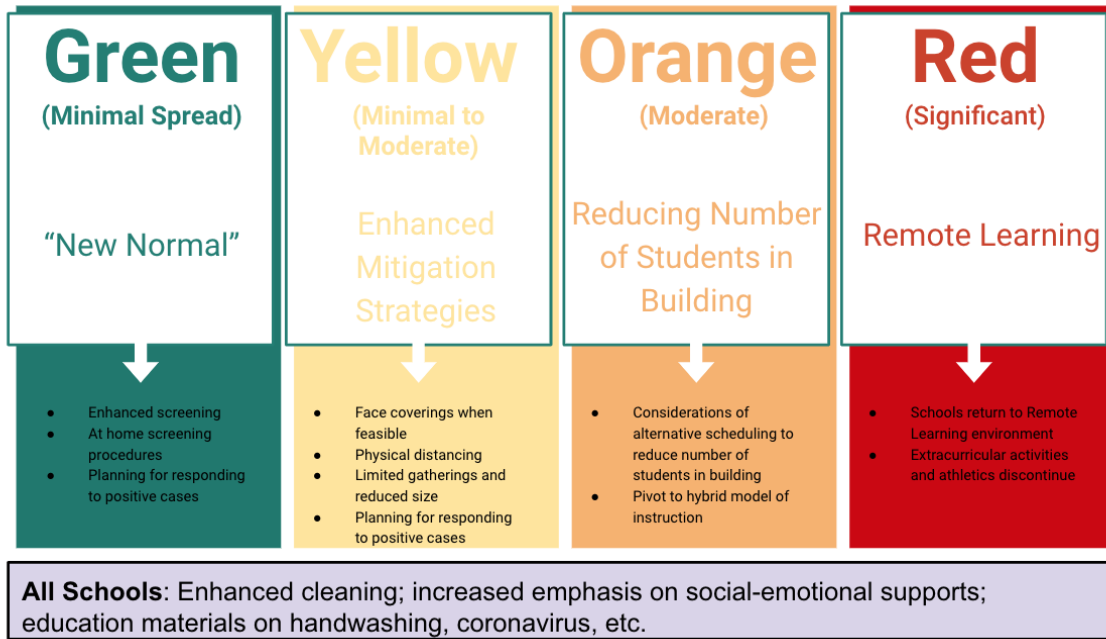 Green
(Minimal Spread)
“New Normal”
● Enhanced screening
● At home screening
procedures
● Planning for responding
to positive cases
Yellow
(Minimal to
Moderate)
Enhanced
Mitigation
Strategies
● Face coverings when
feasible
● Physical distancing
● Limited gatherings and
reduced size
● Planning for responding
to positive cases
Orange
(Moderate)
Reducing Number
of Students in
Building
● Considerations of
alternative scheduling to
reduce number of
students in building
● Pivot to hybrid model of
instruction
Red
(Significant)
Remote Learning
● Schools return to Remote
Learning environment
● Extracurricular activities
and athletics discontinue
All Schools: Enhanced cleaning; increased emphasis on social-emotional supports;
education materials on handwashing, coronavirus, etc.